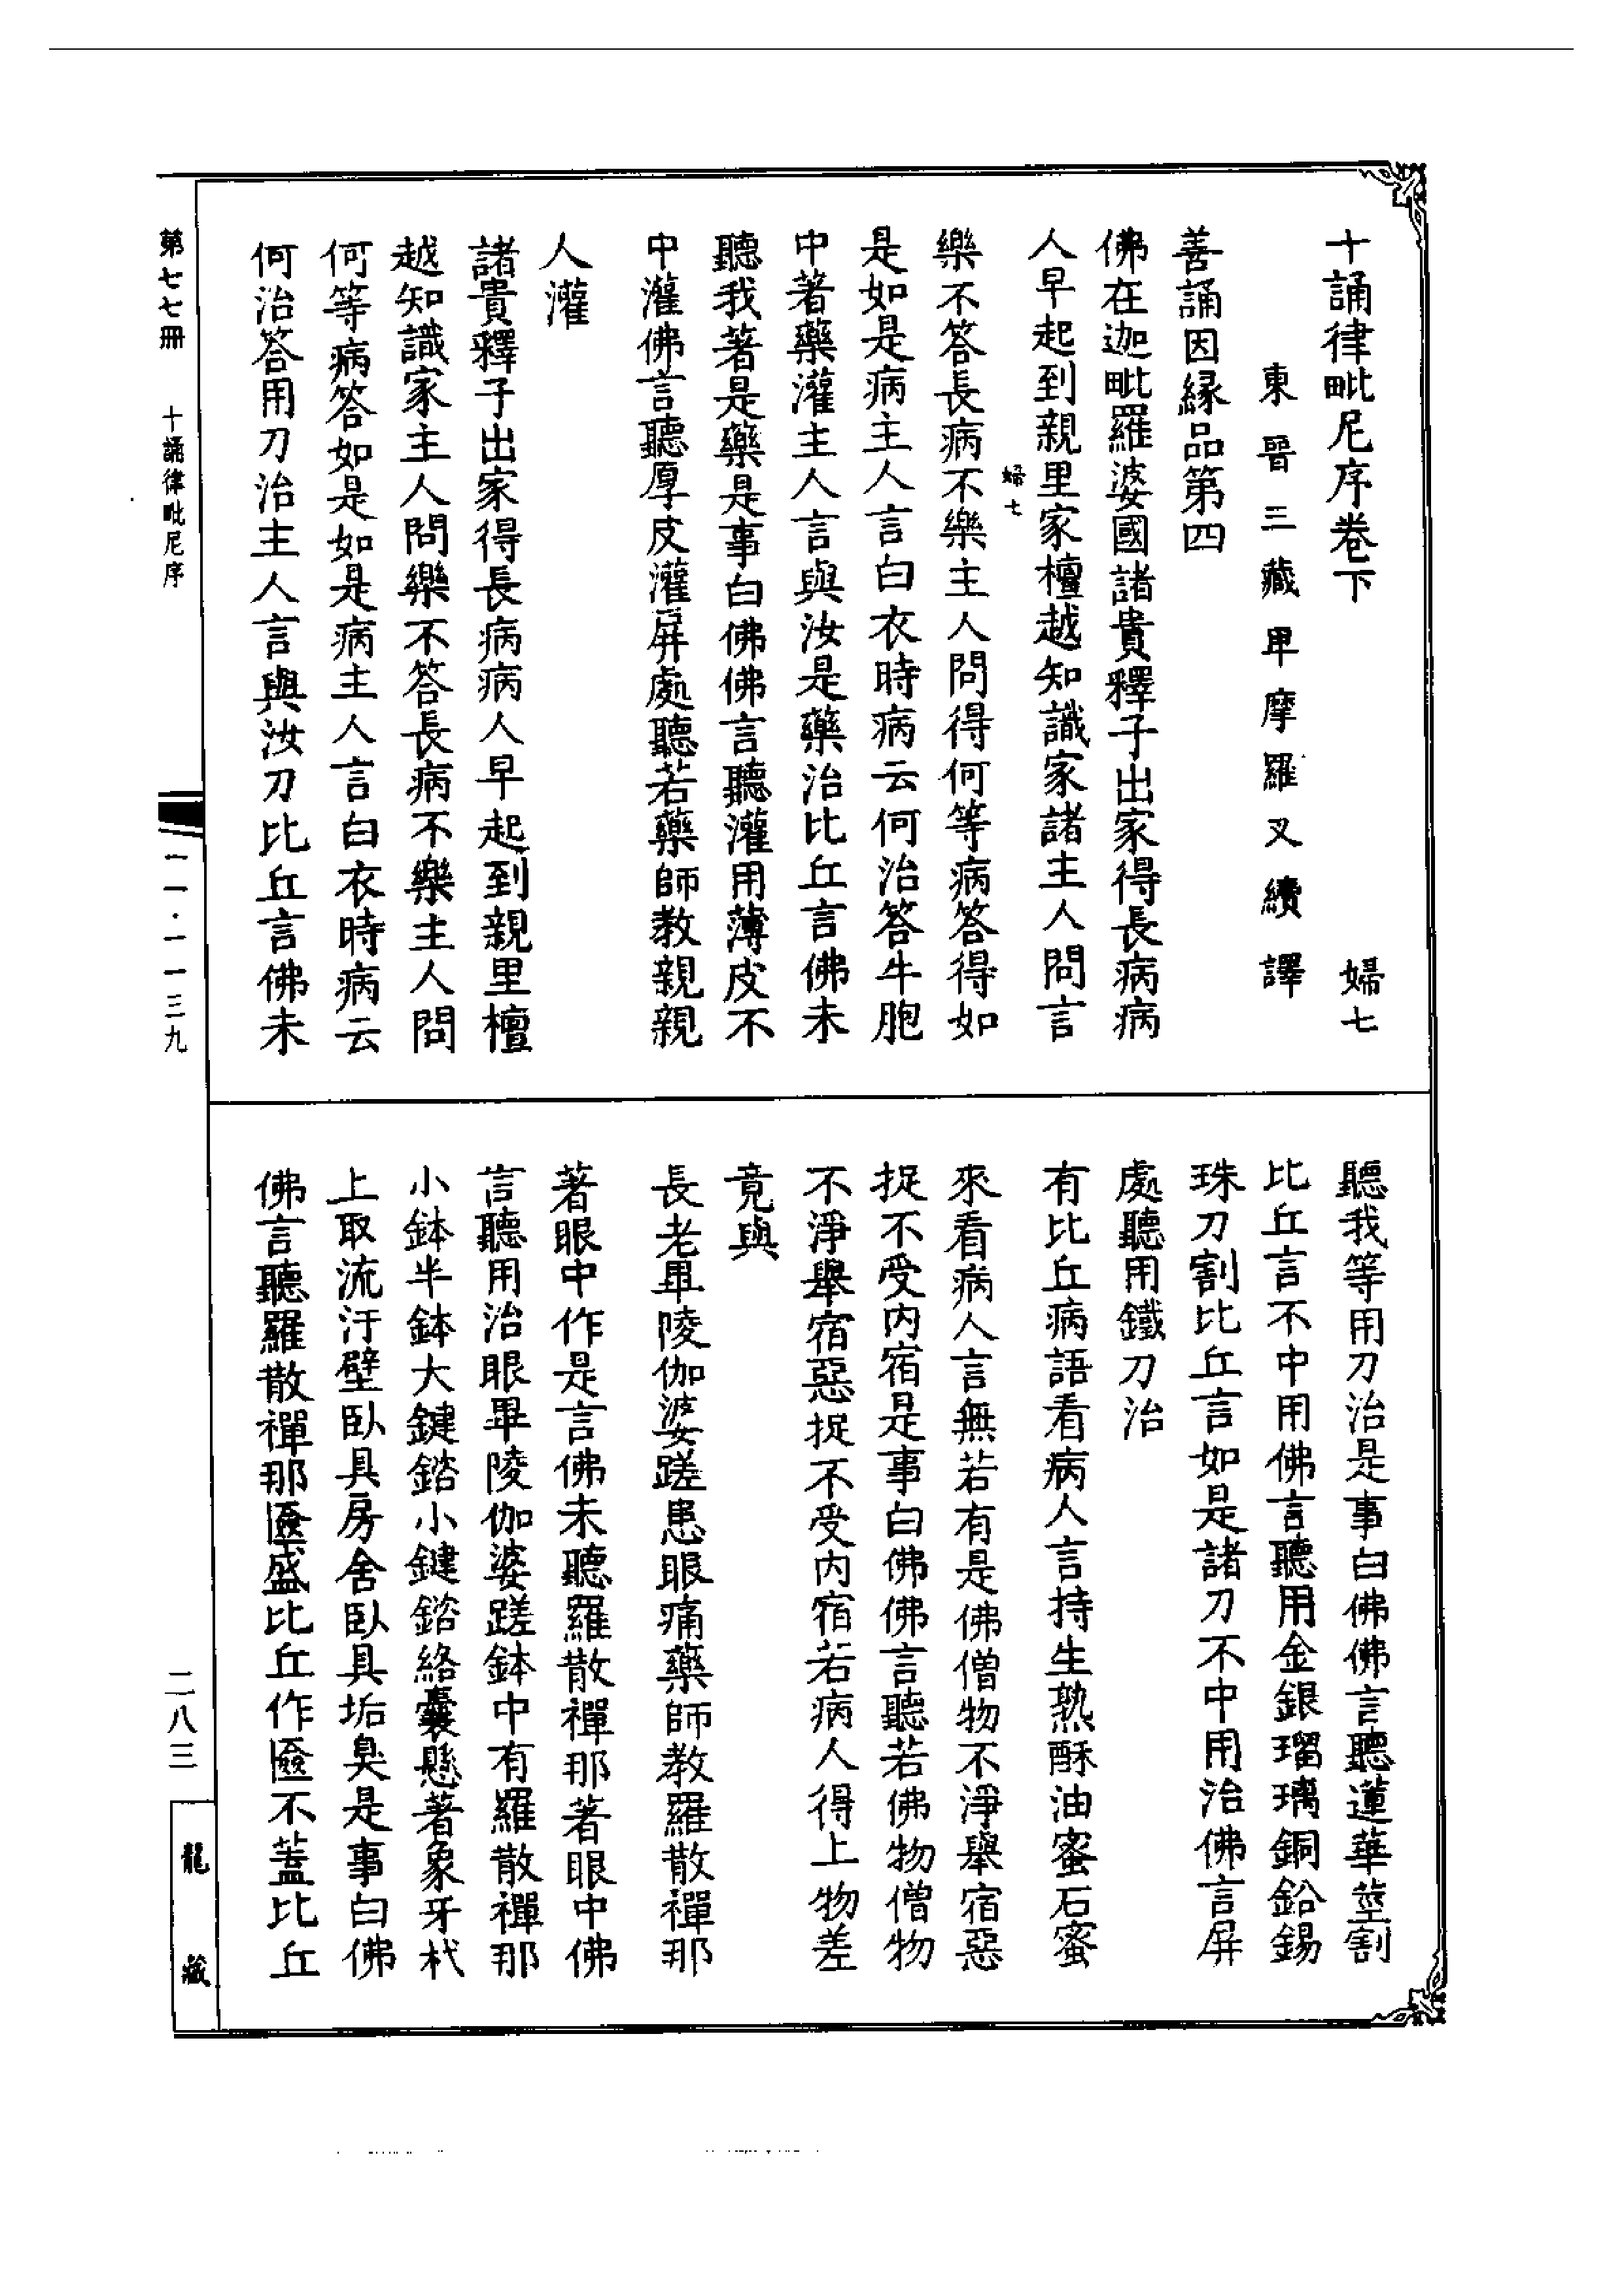 十誦律毗尼序卷下　婦七
東晉三藏卑摩羅叉續譯
善誦因緣品第四
佛在迦毗羅婆國諸貴釋子出家得長病病
人早起到親里家檀越知識家諸主人問言
婦七
樂不答長病不樂主人問得何等病答得如
是如是病主人言白衣時病云何治答牛胞
中著藥灌主人言與汝是藥治比丘言佛未
聽我著是藥是事白佛佛言聽灌用薄皮不
中灌佛言聽厚皮灌屏處聽若藥師教親親
人灌
諸貴釋子出家得長病病人早起到親里檀
越知識家主人問樂不答長病不樂主人問
何等病答如是如是病主人言白衣時病云
何治答用刀治主人言與汝刀比丘言佛未
聽我等用刀治是事白佛佛言聽蓮華莖割
比丘言不中用佛言聽用金銀瑠璃銅鉛錫
珠刀割比丘言如是諸刀不中用治佛言屏
處聽用鐵刀治
有比丘病語看病人言持生熟酥油蜜石蜜
來看病人言無若有是佛僧物不淨舉宿惡
捉不受內宿是事白佛佛言聽若佛物僧物
不淨舉宿惡捉不受內宿若病人得上物差
竟與
長老畢陵伽婆蹉患眼痛藥師教羅散禪那
著眼中作是言佛未聽羅散禪那著眼中佛
言聽用治眼畢陵伽婆蹉鉢中有羅散禪那
小鉢半鉢大鍵鎔小鍵鎔絡囊懸著象牙杙
上取流汙壁臥具房舍臥具垢臭是事白佛
佛言聽羅散禪那匳盛比丘作匳不蓋比丘
第七七冊　十誦律毗尼序
一一·一一三九
二八三
龍藏